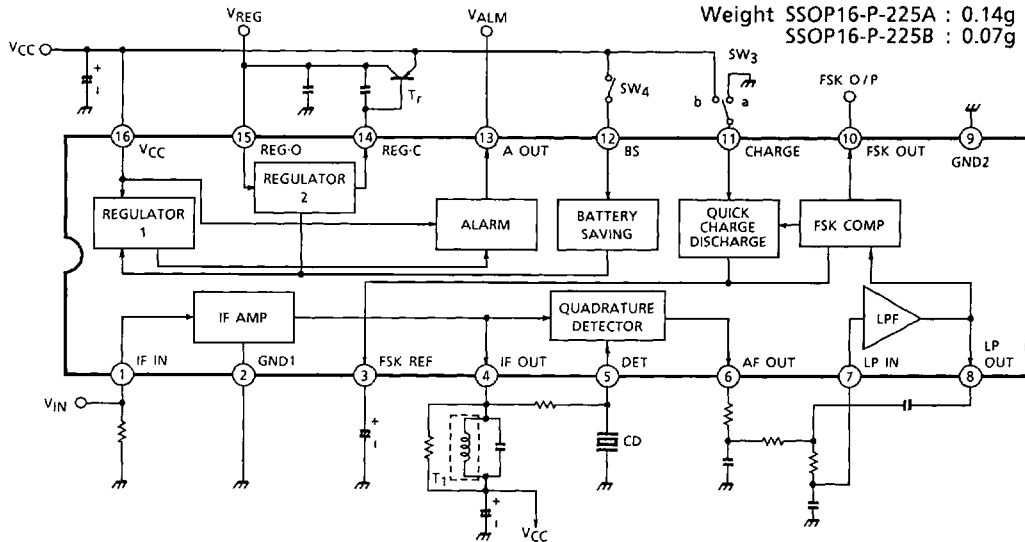 Weight SSOP16-P-225A : 0.14g
SSOP16-P-225B : 0.07g
VREG
VALM
VCC
SW3
FSK O/P
Tr
SW4
b
a
16
15
14
13
12
11
10
9
VCC
REG·O
REG·C
A OUT
BS
CHARGE
FSK OUT
GND2
REGULATOR
1
REGULATOR
2
ALARM
BATTERY
SAVING
QUICK
CHARGE
DISCHARGE
FSK COMP
IF AMP
QUADRATURE
DETECTOR
LPF
IF IN
GND1
FSK REF
IF OUT
DET
AF OUT
LP IN
LP
OUT
1
2
3
4
5
6
7
8
VIN
T1
CD
VCC
+
+
+